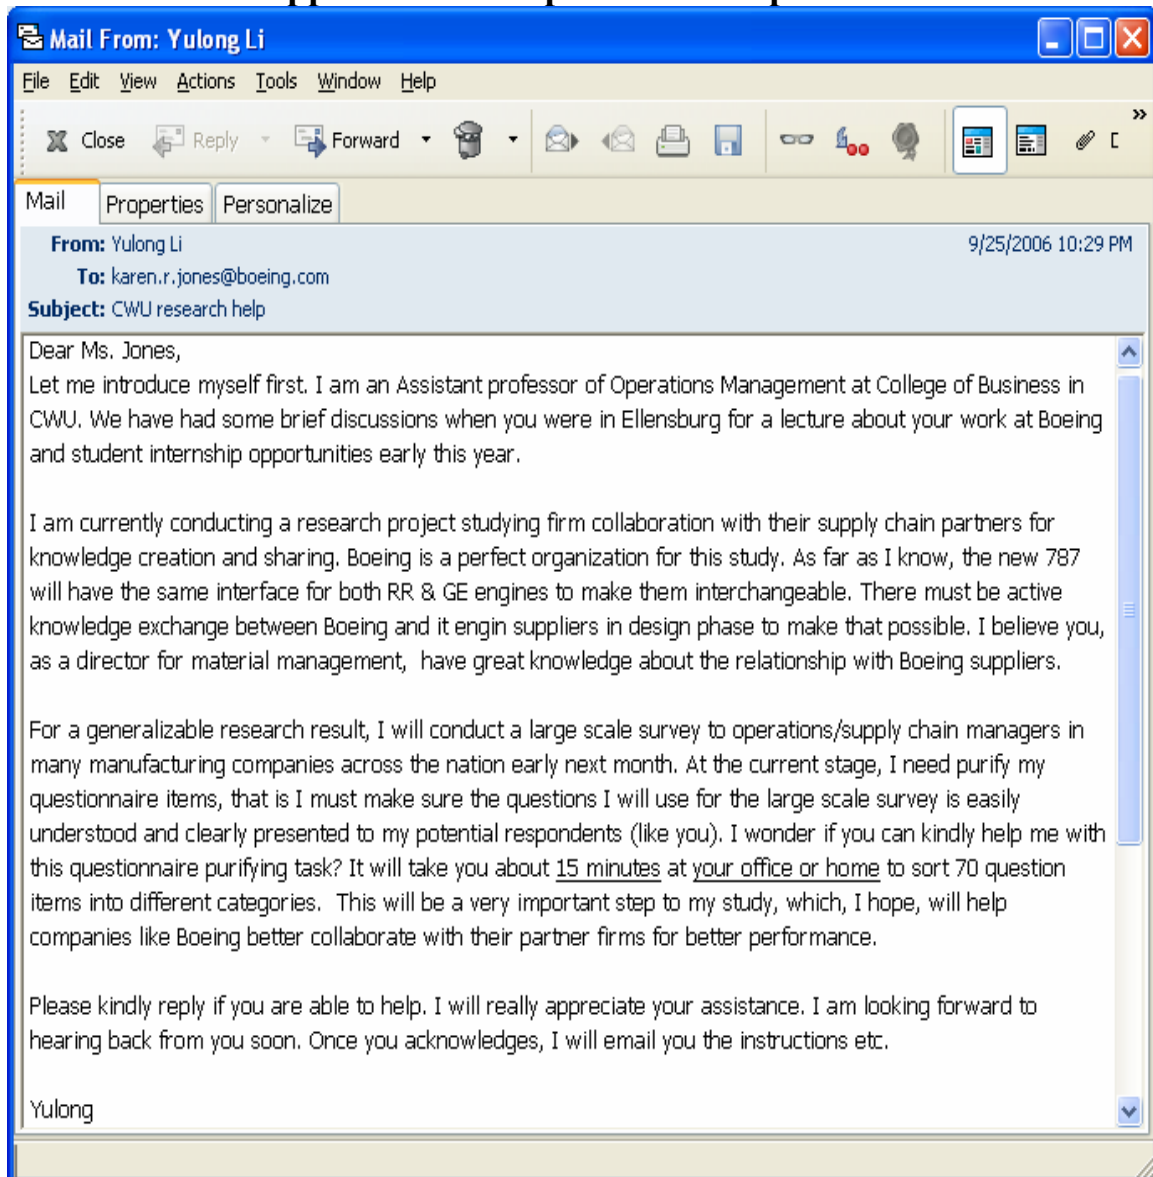 Mail From: Yulong Li
File Edit View Actions Tools Window Help
Close Reply Forward
Mail Properties Personalize
From: Yulong Li 9/25/2006 10:29 PM
To: karen.r.jones@boeing.com
Subject: CWU research help
Dear Ms. Jones,
Let me introduce myself first. I am an Assistant professor of Operations Management at College of Business in
CWU. We have had some brief discussions when you were in Ellensburg for a lecture about your work at Boeing
and student internship opportunities early this year.
I am currently conducting a research project studying firm collaboration with their supply chain partners for
knowledge creation and sharing. Boeing is a perfect organization for this study. As far as I know, the new 787
will have the same interface for both RR & GE engines to make them interchangeable. There must be active
knowledge exchange between Boeing and it engin suppliers in design phase to make that possible. I believe you,
as a director for material management, have great knowledge about the relationship with Boeing suppliers.
For a generalizable research result, I will conduct a large scale survey to operations/supply chain managers in
many manufacturing companies across the nation early next month. At the current stage, I need purify my
questionnaire items, that is I must make sure the questions I will use for the large scale survey is easily
understood and clearly presented to my potential respondents (like you). I wonder if you can kindly help me with
this questionnaire purifying task? It will take you about 15 minutes at your office or home to sort 70 question
items into different categories. This will be a very important step to my study, which, I hope, will help
companies like Boeing better collaborate with their partner firms for better performance.
Please kindly reply if you are able to help. I will really appreciate your assistance. I am looking forward to
hearing back from you soon. Once you acknowledges, I will email you the instructions etc.
Yulong